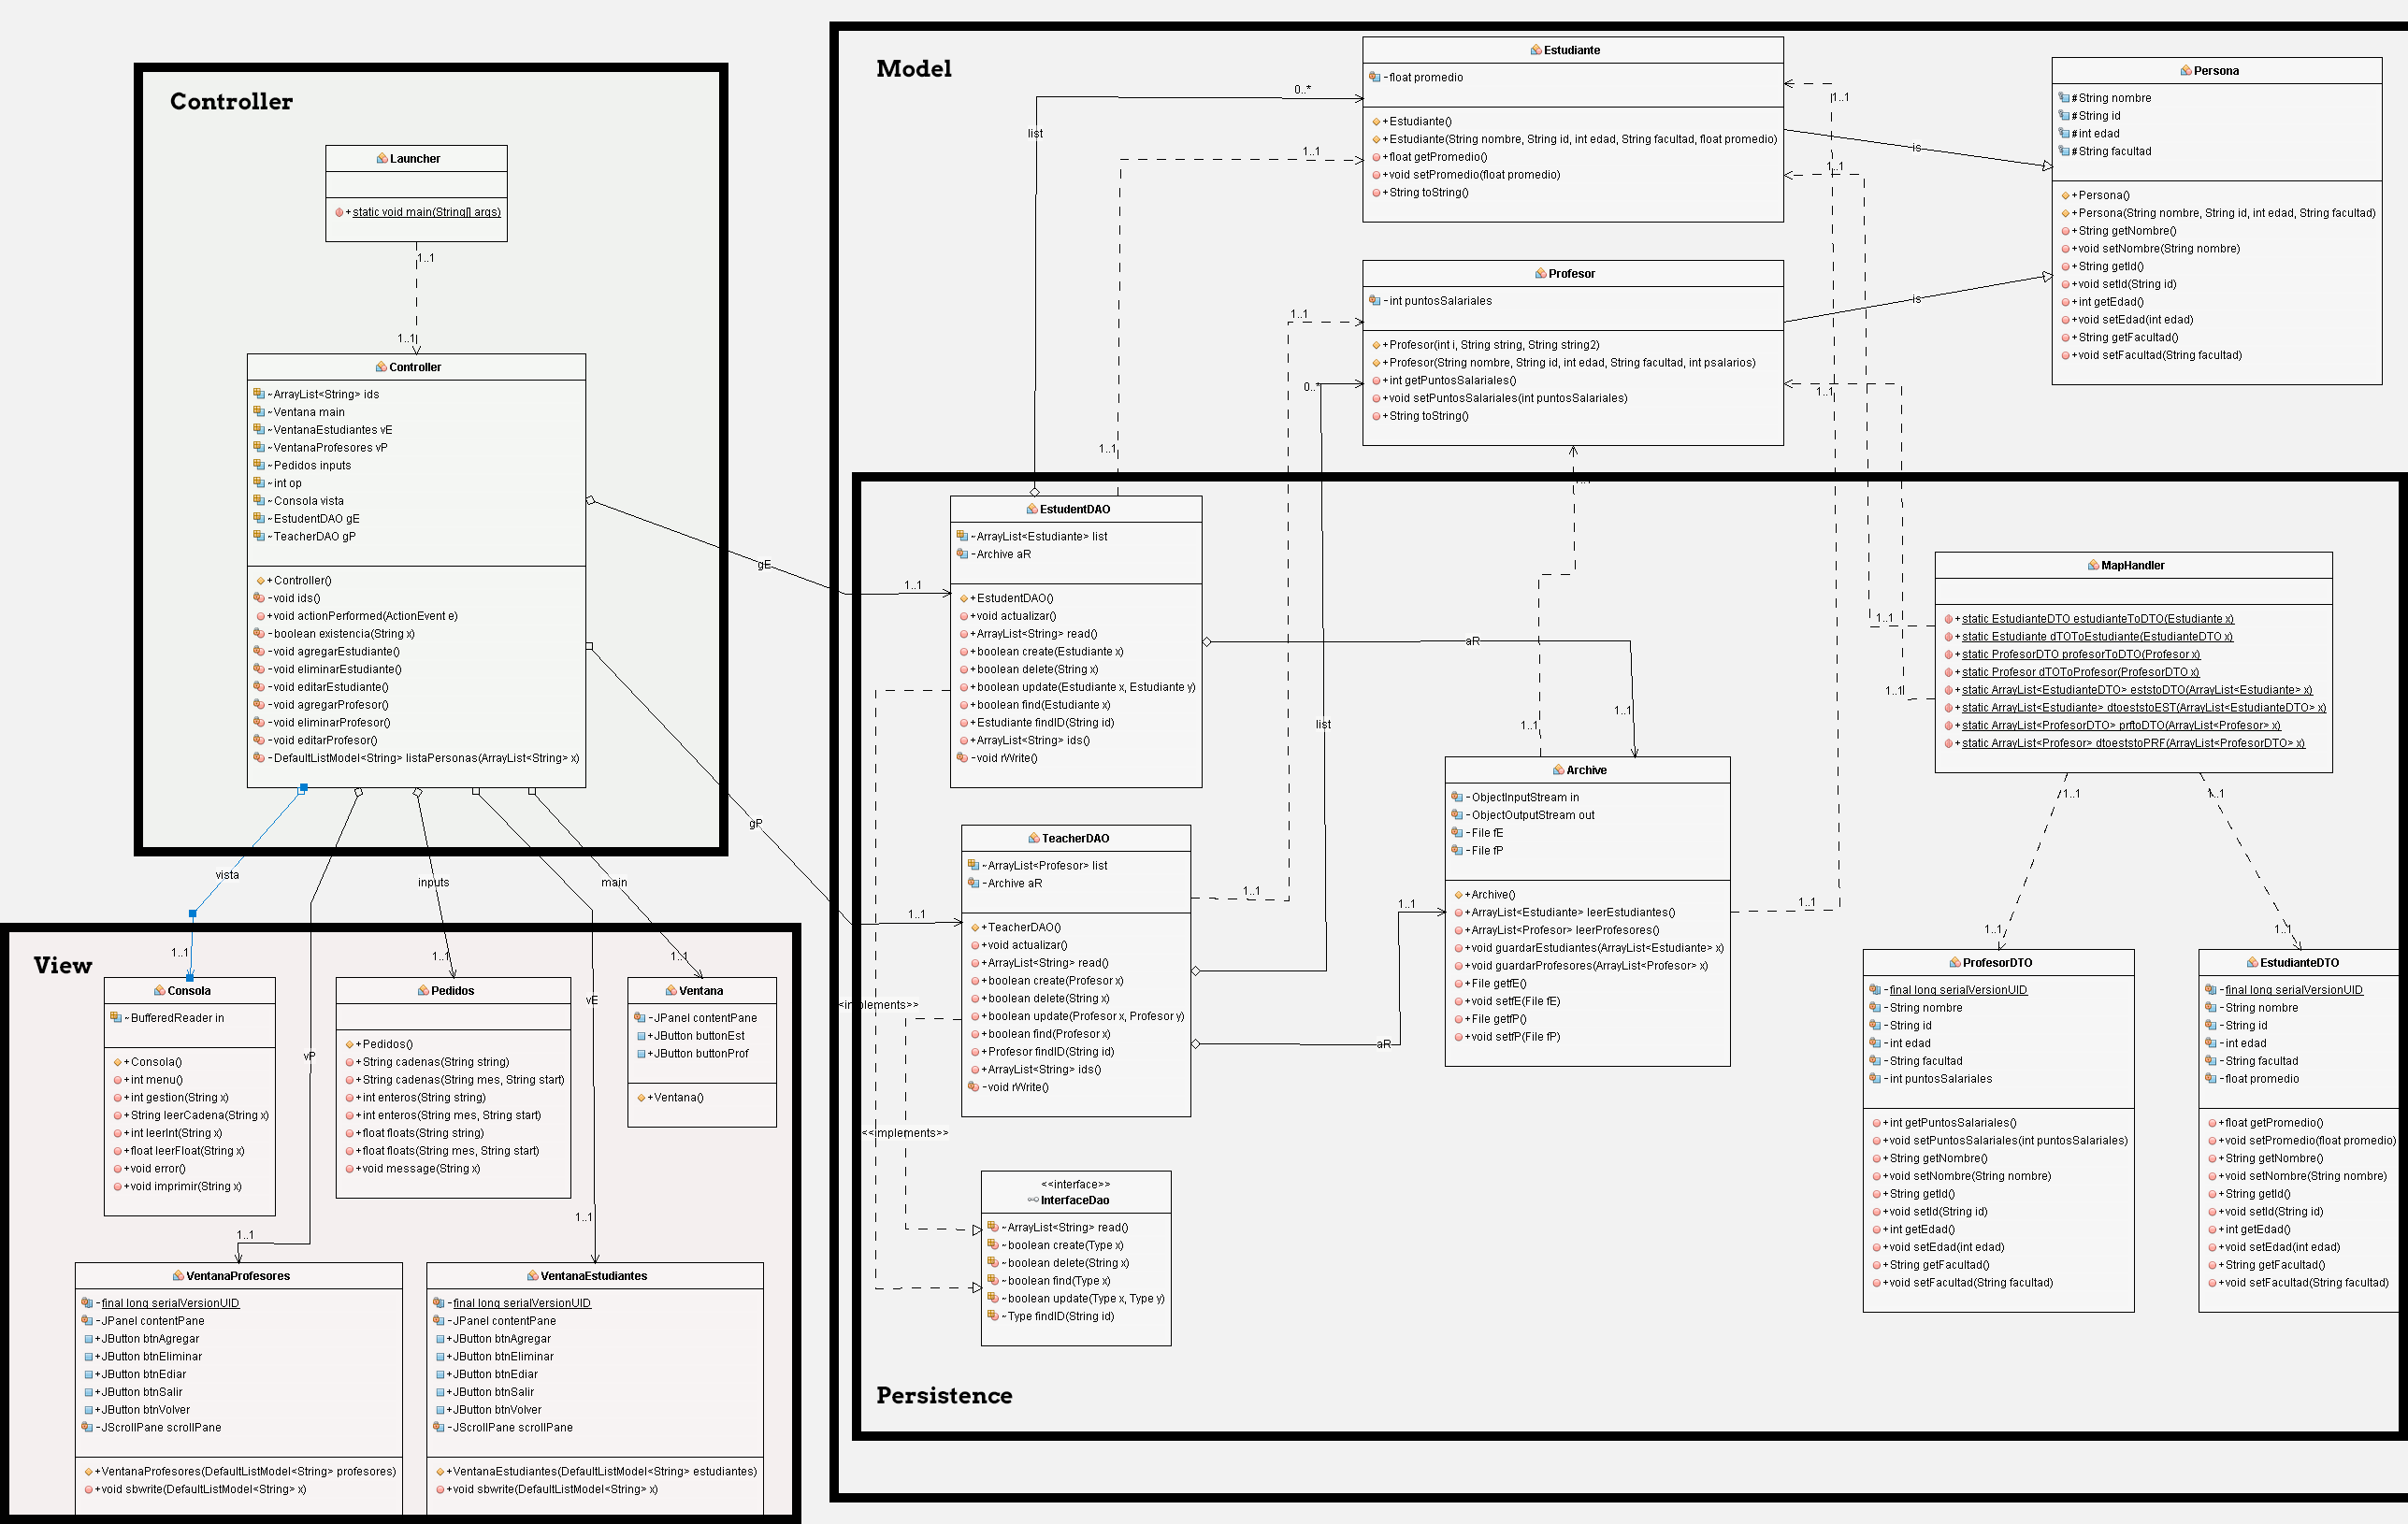 Controller
Launcher
+static void main(String[] args)
1..1
1..1
Controller
~ArrayList<String> ids
~Ventana main
~VentanaEstudiantes vE
~VentanaProfesores vP
~Pedidos inputs
~int op
~Consola vista
~EstudentDAO gE
~TeacherDAO gP
+Controller()
-void ids()
+void actionPerformed(ActionEvent e)
-boolean existencia(String x)
-void agregarEstudiante()
-void eliminarEstudiante()
-void editarEstudiante()
-void agregarProfesor()
-void eliminarProfesor()
-void editarProfesor()
-DefaultListModel<String> listaPersonas(ArrayList<String> x)
gE
1..1
gP
1..1
vista
inputs
main
1..1
1..1
1..1
vP
vE
1..1
1..1
View
Consola
~BufferedReader in
+Consola()
+int menu()
+int gestion(String x)
+String leerCadena(String x)
+int leerInt(String x)
+float leerFloat(String x)
+void error()
+void imprimir(String x)
Pedidos
+Pedidos()
+String cadenas(String string)
+String cadenas(String mes, String start)
+int enteros(String string)
+int enteros(String mes, String start)
+float floats(String string)
+float floats(String mes, String start)
+void message(String x)
Ventana
-JPanel contentPane
+JButton buttonEst
+JButton buttonProf
+Ventana()
VentanaProfesores
-final long serialVersionUID
-JPanel contentPane
+JButton btnAgregar
+JButton btnEliminar
+JButton btnEdiar
+JButton btnSalir
+JButton btnVolver
-JScrollPane scrollPane
+VentanaProfesores(DefaultListModel<String> profesores)
+void sbwrite(DefaultListModel<String> x)
VentanaEstudiantes
-final long serialVersionUID
-JPanel contentPane
+JButton btnAgregar
+JButton btnEliminar
+JButton btnEdiar
+JButton btnSalir
+JButton btnVolver
-JScrollPane scrollPane
+VentanaEstudiantes(DefaultListModel<String> estudiantes)
+void sbwrite(DefaultListModel<String> x)
Model
Estudiante
-float promedio
+Estudiante()
+Estudiante(String nombre, String id, int edad, String facultad, float promedio)
+float getPromedio()
+void setPromedio(float promedio)
+String toString()
Profesor
-int puntosSalariales
+Profesor(int i, String string, String string2)
+Profesor(String nombre, String id, int edad, String facultad, int psalarios)
+int getPuntosSalariales()
+void setPuntosSalariales(int puntosSalariales)
+String toString()
Persona
#String nombre
#String id
#int edad
#String facultad
+Persona()
+Persona(String nombre, String id, int edad, String facultad)
+String getNombre()
+void setNombre(String nombre)
+String getId()
+void setId(String id)
+int getEdad()
+void setEdad(int edad)
+String getFacultad()
+void setFacultad(String facultad)
0..*
list
1..1
1..1
1..1
0..*
1..1
1..1
1..1
is
is
Persistence
EstudentDAO
~ArrayList<Estudiante> list
-Archive aR
+EstudentDAO()
+void actualizar()
+ArrayList<String> read()
+boolean create(Estudiante x)
+boolean delete(String x)
+boolean update(Estudiante x, Estudiante y)
+boolean find(Estudiante x)
+Estudiante findID(String id)
+ArrayList<String> ids()
-void rWrite()
TeacherDAO
~ArrayList<Profesor> list
-Archive aR
+TeacherDAO()
+void actualizar()
+ArrayList<String> read()
+boolean create(Profesor x)
+boolean delete(String x)
+boolean update(Profesor x, Profesor y)
+boolean find(Profesor x)
+Profesor findID(String id)
+ArrayList<String> ids()
-void rWrite()
<<interface>>
InterfaceDao
~ArrayList<String> read()
~boolean create(Type x)
~boolean delete(String x)
~boolean find(Type x)
~boolean update(Type x, Type y)
~Type findID(String id)
<implements>>
<<implements>>
aR
1..1
list
1..1
1..1
1..1
aR
1..1
Archive
-ObjectInputStream in
-ObjectOutputStream out
-File fE
-File fP
+Archive()
+ArrayList<Estudiante> leerEstudiantes()
+ArrayList<Profesor> leerProfesores()
+void guardarEstudiantes(ArrayList<Estudiante> x)
+void guardarProfesores(ArrayList<Profesor> x)
+File getfE()
+void setfE(File fE)
+File getfP()
+void setfP(File fP)
MapHandler
+static EstudianteDTO estudianteToDTO(Estudiante x)
+static Estudiante dTOToEstudiante(EstudianteDTO x)
+static ProfesorDTO profesorToDTO(Profesor x)
+static Profesor dTOToProfesor(ProfesorDTO x)
+static ArrayList<EstudianteDTO> eststoDTO(ArrayList<Estudiante> x)
+static ArrayList<Estudiante> dtoeststoEST(ArrayList<EstudianteDTO> x)
+static ArrayList<ProfesorDTO> prftoDTO(ArrayList<Profesor> x)
+static ArrayList<Profesor> dtoeststoPRF(ArrayList<ProfesorDTO> x)
1..1
1..1
1..1
1..1
1..1
1..1
ProfesorDTO
-final long serialVersionUID
-String nombre
-String id
-int edad
-String facultad
-int puntosSalariales
+int getPuntosSalariales()
+void setPuntosSalariales(int puntosSalariales)
+String getNombre()
+void setNombre(String nombre)
+String getId()
+void setId(String id)
+int getEdad()
+void setEdad(int edad)
+String getFacultad()
+void setFacultad(String facultad)
EstudianteDTO
-final long serialVersionUID
-String nombre
-String id
-int edad
-String facultad
-float promedio
+float getPromedio()
+void setPromedio(float promedio)
+String getNombre()
+void setNombre(String nombre)
+String getId()
+void setId(String id)
+int getEdad()
+void setEdad(int edad)
+String getFacultad()
+void setFacultad(String facultad)